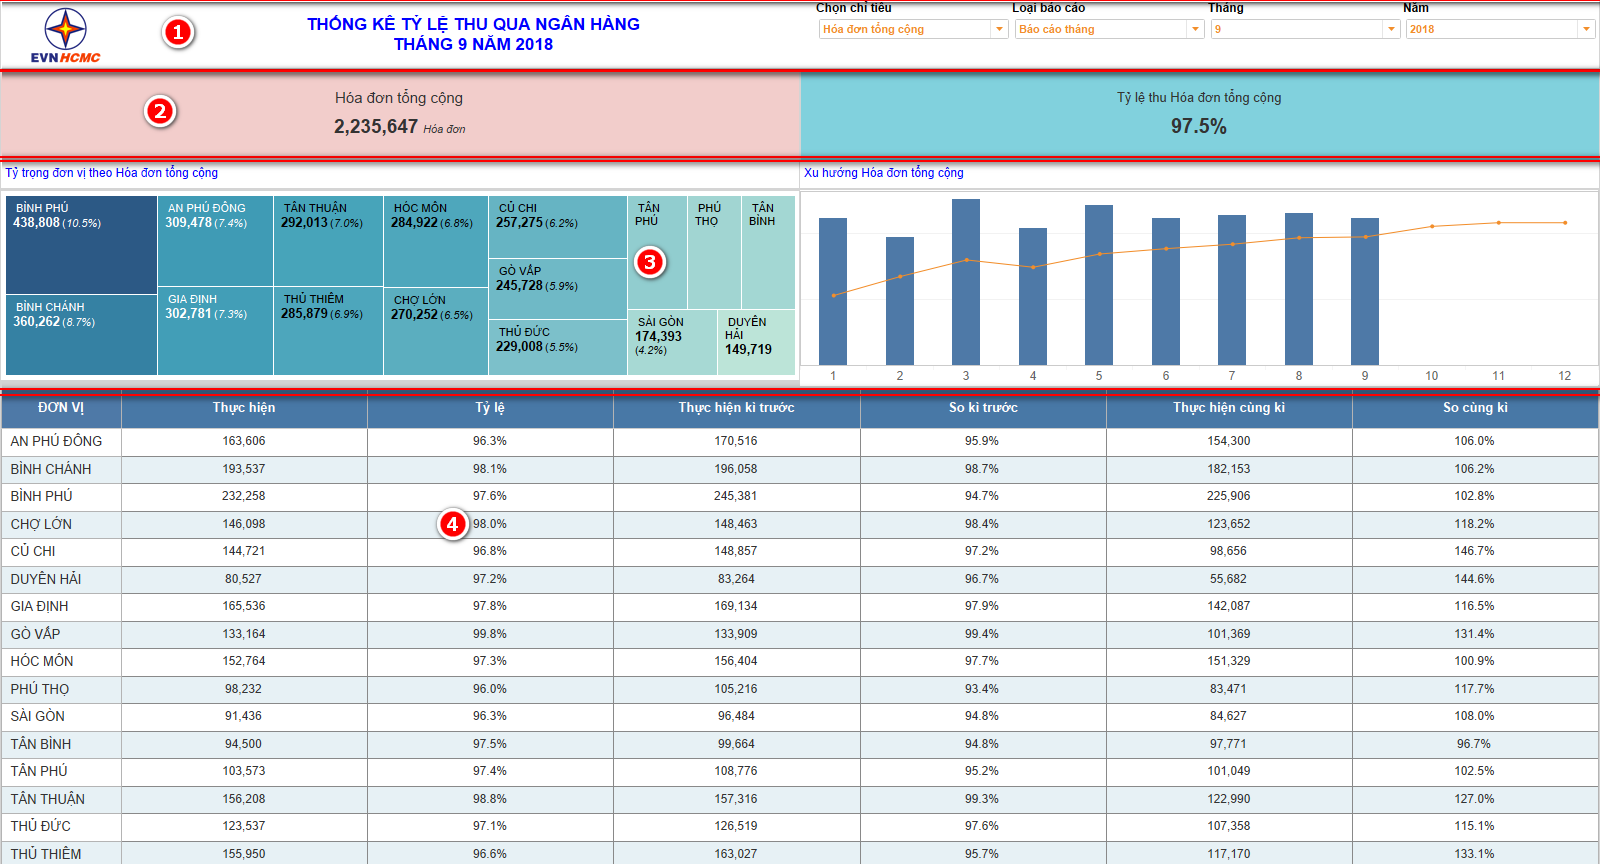 EVNHCMC
1
THỐNG KÊ TỶ LỆ THU QUA NGÂN HÀNG
THÁNG 9 NĂM 2018
Chọn chỉ tiêu Loại báo cáo Tháng Năm
Hóa đơn tổng cộng Báo cáo tháng 9 2018
2
Hóa đơn tổng cộng
2,235,647 Hóa đơn
Tỷ lệ thu Hóa đơn tổng cộng
97.5%
Tỷ trọng đơn vị theo Hóa đơn tổng cộng
BÌNH PHÚ
438,808 (10.5%)
BÌNH CHÁNH
360,262 (8.7%)
AN PHÚ ĐÔNG
309,478 (7.4%)
GIA ĐỊNH
302,781 (7.3%)
TÂN THUẬN
292,013 (7.0%)
THỦ THIÊM
285,879 (6.9%)
HÓC MÔN
284,922 (6.8%)
CHỢ LỚN
270,252 (6.5%)
CỦ CHI
257,275 (6.2%)
GÒ VẤP
245,728 (5.9%)
THỦ ĐỨC
229,008 (5.5%)
TÂN
PHÚ
PHÚ
THỌ
TÂN
BÌNH
3
SÀI GÒN
174,393
(4.2%)
DUYÊN
HẢI
149,719
Xu hướng Hóa đơn tổng cộng
1 2 3 4 5 6 7 8 9 10 11 12
ĐƠN VỊ Thực hiện Tỷ lệ Thực hiện kì trước So kì trước Thực hiện cùng kì So cùng kì
AN PHÚ ĐÔNG 163,606 96.3% 170,516 95.9% 154,300 106.0%
BÌNH CHÁNH 193,537 98.1% 196,058 98.7% 182,153 106.2%
BÌNH PHÚ 232,258 97.6% 245,381 94.7% 225,906 102.8%
CHỢ LỚN 146,098 4 98.0% 148,463 98.4% 123,652 118.2%
CỦ CHI 144,721 96.8% 148,857 97.2% 98,656 146.7%
DUYÊN HẢI 80,527 97.2% 83,264 96.7% 55,682 144.6%
GIA ĐỊNH 165,536 97.8% 169,134 97.9% 142,087 116.5%
GÒ VẤP 133,164 99.8% 133,909 99.4% 101,369 131.4%
HÓC MÔN 152,764 97.3% 156,404 97.7% 151,329 100.9%
PHÚ THỌ 98,232 96.0% 105,216 93.4% 83,471 117.7%
SÀI GÒN 91,436 96.3% 96,484 94.8% 84,627 108.0%
TÂN BÌNH 94,500 97.5% 99,664 94.8% 97,771 96.7%
TÂN PHÚ 103,573 97.4% 108,776 95.2% 101,049 102.5%
TÂN THUẬN 156,208 98.8% 157,316 99.3% 122,990 127.0%
THỦ ĐỨC 123,537 97.1% 126,519 97.6% 107,358 115.1%
THỦ THIÊM 155,950 96.6% 163,027 95.7% 117,170 133.1%